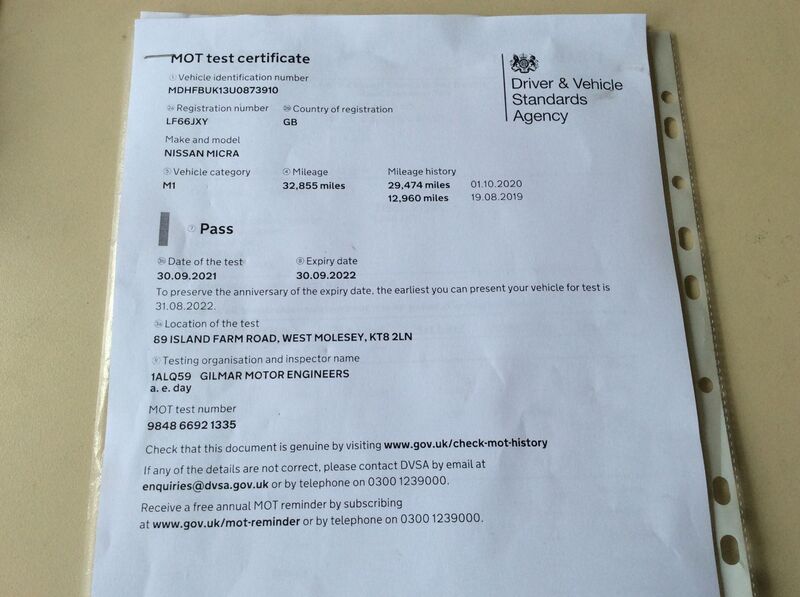 MOT test certificate
Driver & Vehicle
Standards
Agency
① Vehicle identification number
MDHFBUK13U0873910
Registration number Country of registration
LF66JXY GB
Make and model
NISSAN MICRA
③ Vehicle category ④ Mileage Mileage history
M1 32,855 miles 29,474 miles 01.10.2020
12,960 miles 19.08.2019
⑦ Pass
Date of the test ⑧ Expiry date
30.09.2021 30.09.2022
To preserve the anniversary of the expiry date, the earliest you can present your vehicle for test is
31.08.2022.
Location of the test
89 ISLAND FARM ROAD, WEST MOLESEY, KT8 2LN
⑨ Testing organisation and inspector name
1ALQ59 GILMAR MOTOR ENGINEERS
a. e. day
MOT test number
9848 6692 1335
Check that this document is genuine by visiting www.gov.uk/check-mot-history
If any of the details are not correct, please contact DVSA by email at
enquiries@dvsa.gov.uk or by telephone on 0300 1239000.
Receive a free annual MOT reminder by subscribing
at www.gov.uk/mot-reminder or by telephone on 0300 1239000.